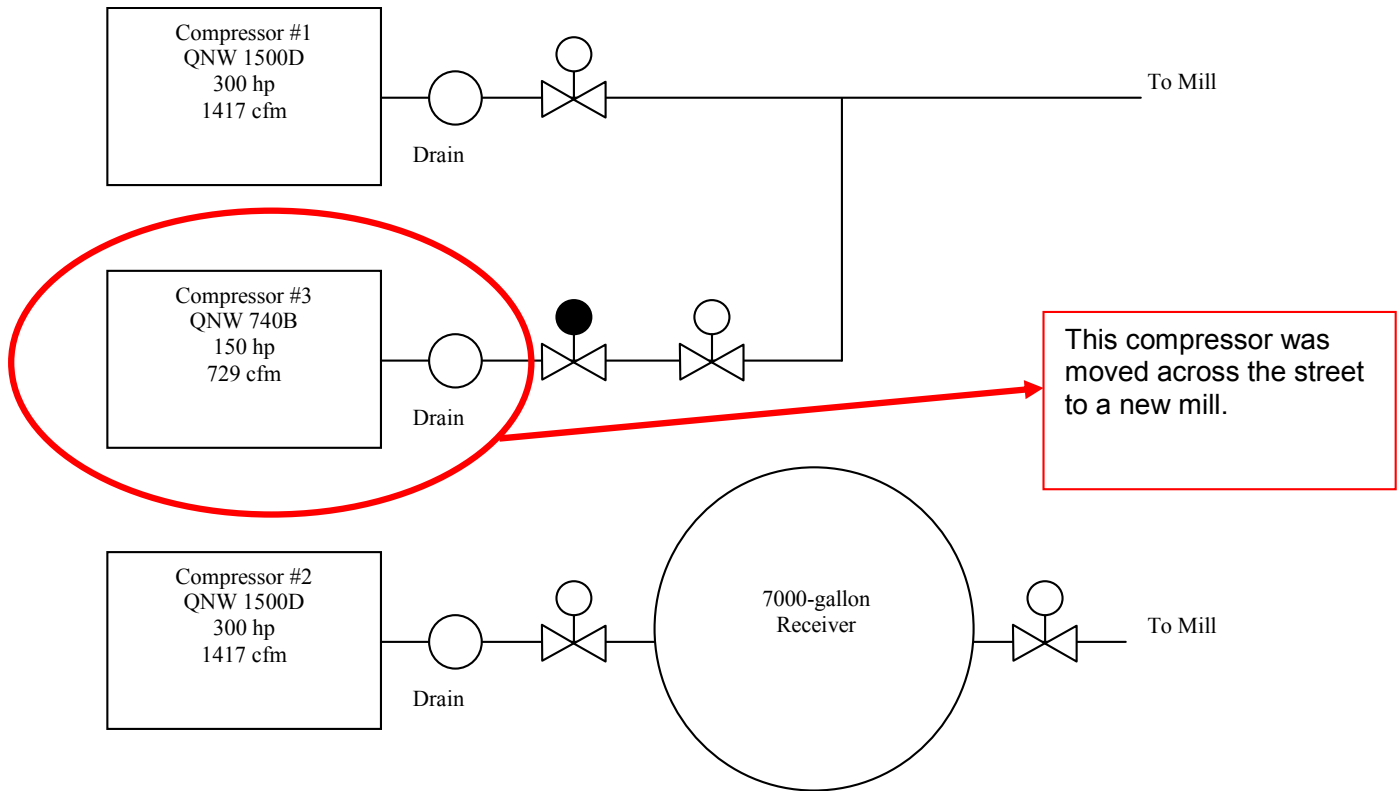 Compressor #1
QNW 1500D
300 hp
1417 cfm
Drain
To Mill
Compressor #3
QNW 740B
150 hp
729 cfm
Drain
This compressor was
moved across the street
to a new mill.
Compressor #2
QNW 1500D
300 hp
1417 cfm
Drain
7000-gallon
Receiver
To Mill